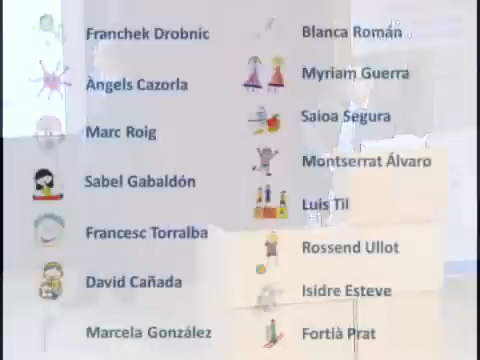 Franchek Drobnic
Àngels Cazorla
Marc Roig
Sabel Gabaldón
Francesc Torralba
David Cañada
Marcela González
Blanca Román
Myriam Guerra
Saioa Segura
Montserrat Álvaro
Luis Til
Rossend Ullot
Isidre Esteve
Fortià Prat